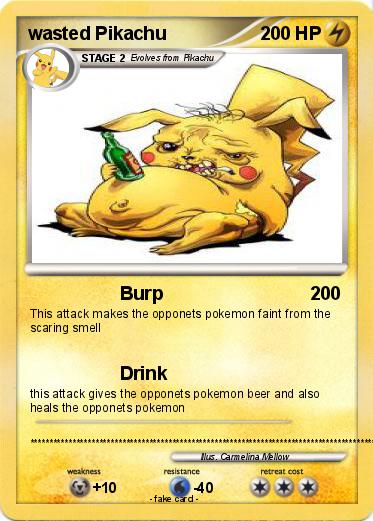 wasted Pikachu 200 HP
STAGE 2 Evolves from Pikachu
Burp 200
This attack makes the opponets pokemon faint from the
scaring smell
Drink
this attack gives the opponets pokemon beer and also
heals the opponets pokemon
********************************************************************************
Illus. Carmelina Mellow
weakness resistance retreat cost
+10 -40
- fake card -